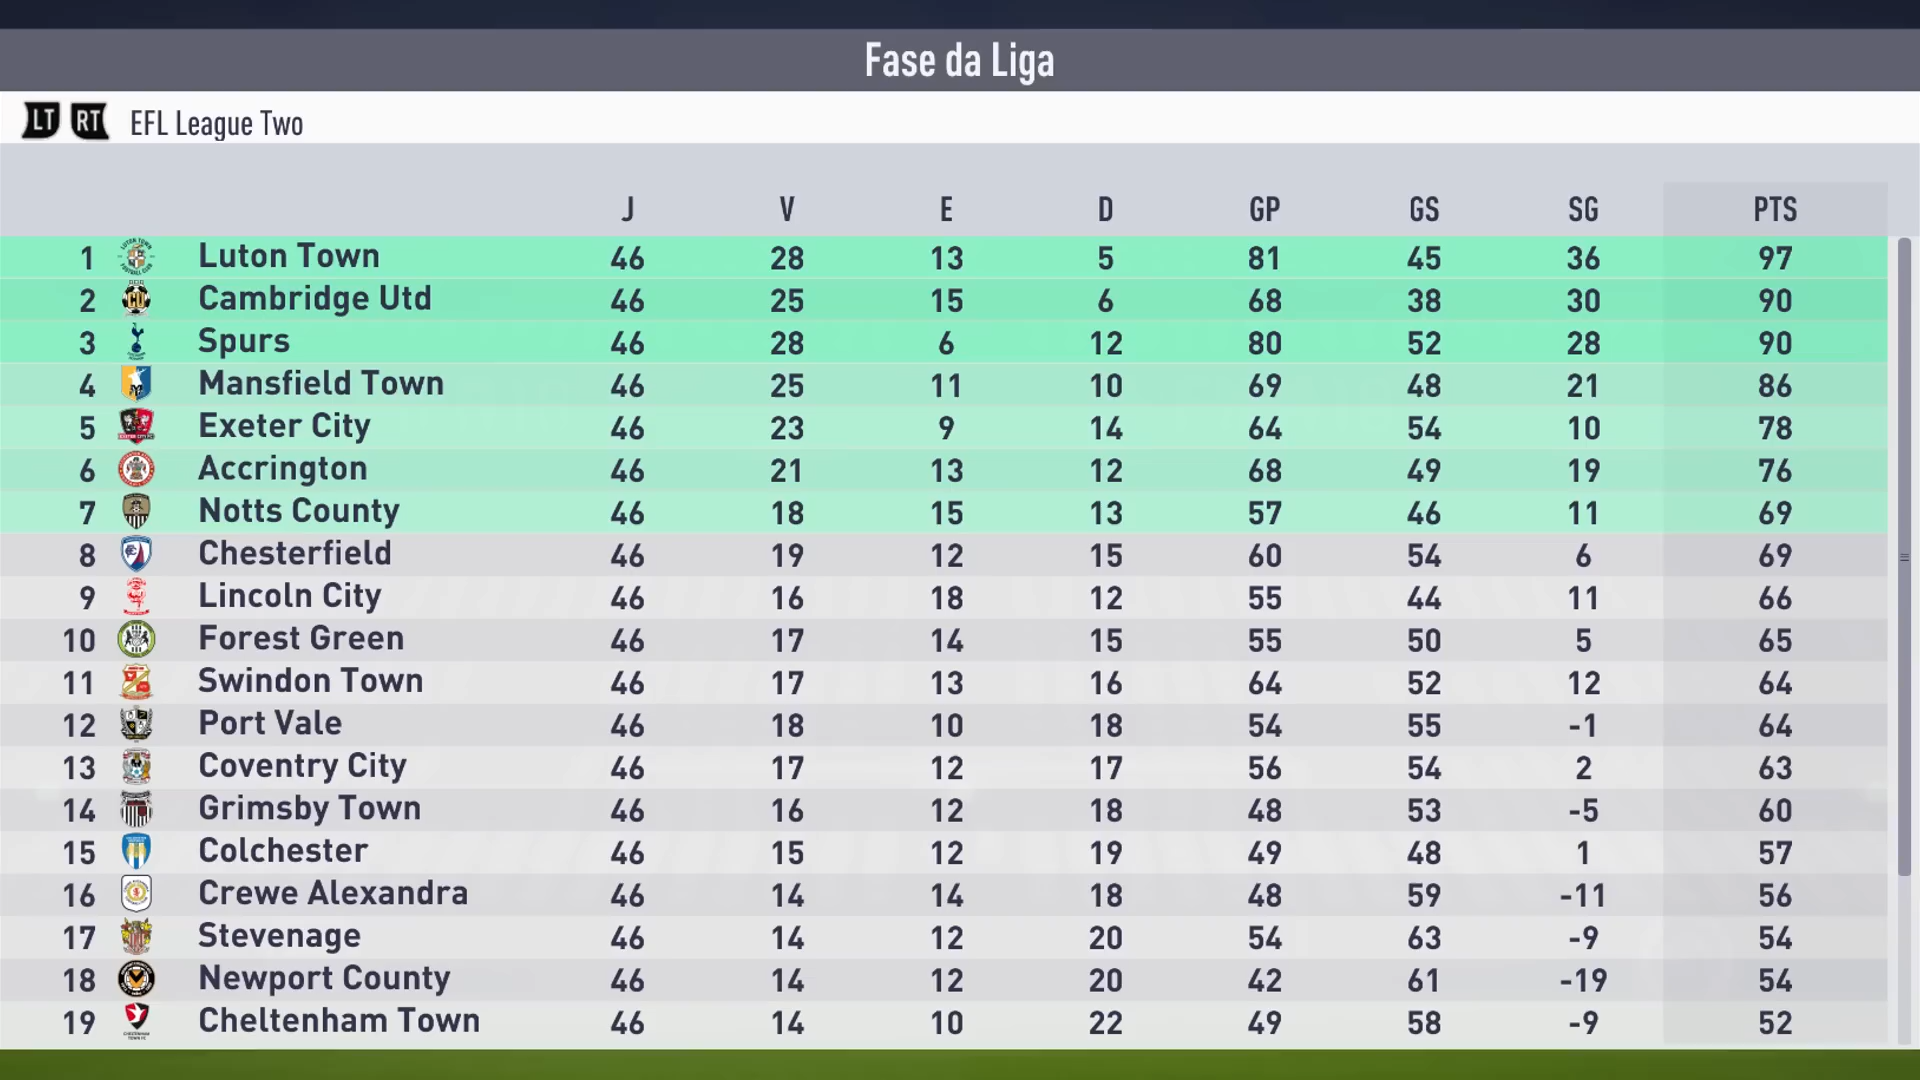 Fase da Liga
LT RT EFL League Two
J V E D GP GS SG PTS
1 Luton Town 46 28 13 5 81 45 36 97
2 Cambridge Utd 46 25 15 6 68 38 30 90
3 Spurs 46 28 6 12 80 52 28 90
4 Mansfield Town 46 25 11 10 69 48 21 86
5 Exeter City 46 23 9 14 64 54 10 78
6 Accrington 46 21 13 12 68 49 19 76
7 Notts County 46 18 15 13 57 46 11 69
8 Chesterfield 46 19 12 15 60 54 6 69
9 Lincoln City 46 16 18 12 55 44 11 66
10 Forest Green 46 17 14 15 55 50 5 65
11 Swindon Town 46 17 13 16 64 52 12 64
12 Port Vale 46 18 10 18 54 55 -1 64
13 Coventry City 46 17 12 17 56 54 2 63
14 Grimsby Town 46 16 12 18 48 53 -5 60
15 Colchester 46 15 12 19 49 48 1 57
16 Crewe Alexandra 46 14 14 18 48 59 -11 56
17 Stevenage 46 14 12 20 54 63 -9 54
18 Newport County 46 14 12 20 42 61 -19 54
19 Cheltenham Town 46 14 10 22 49 58 -9 52